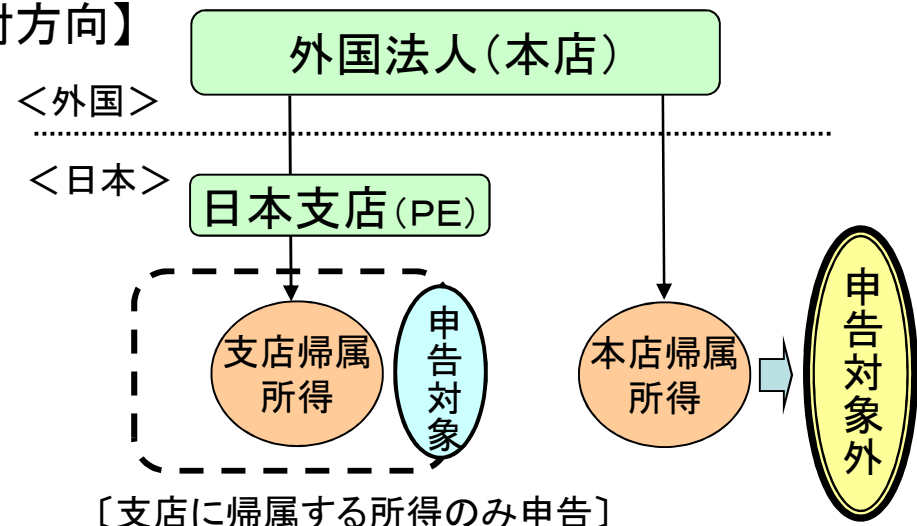 討方向】
外国法人(本店)
＜外国＞
＜日本＞
日本支店(PE)
支店帰属
所得
申告対象
本店帰属
所得
申告対象外
〔支店に帰属する所得のみ申告〕